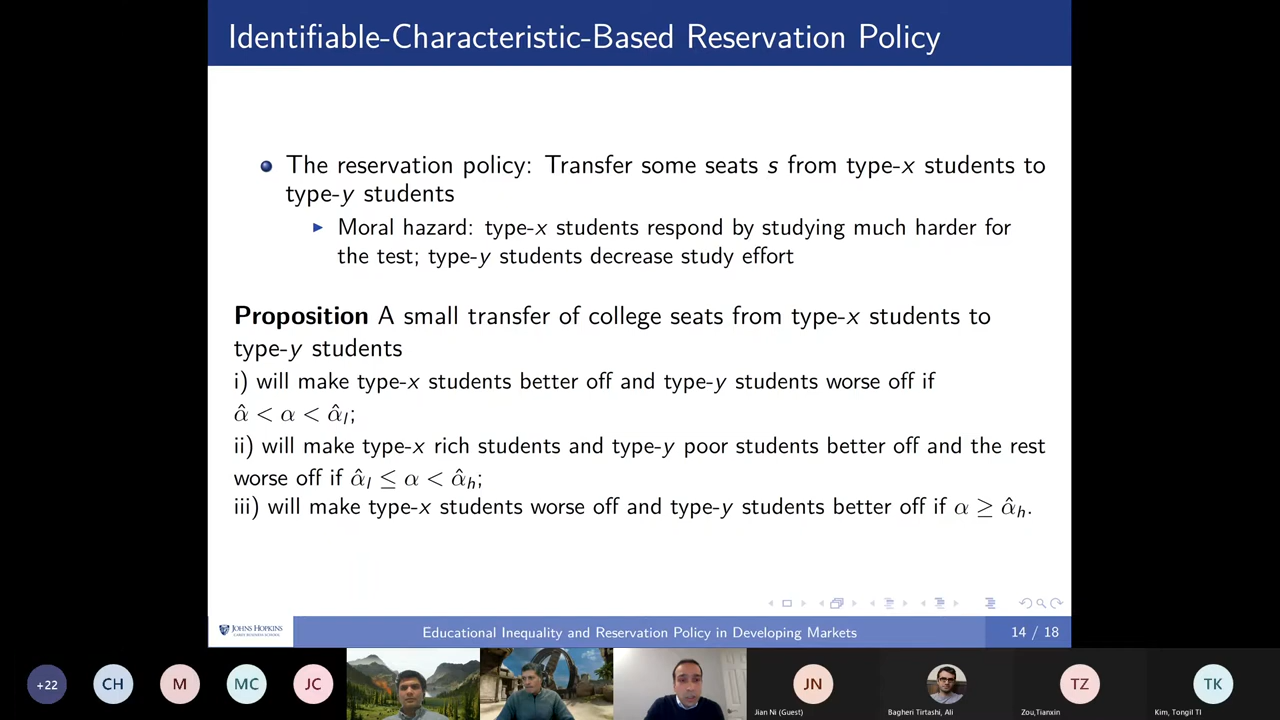 Identifiable-Characteristic-Based Reservation Policy
The reservation policy: Transfer some seats s from type-x students to
type-y students
Moral hazard: type-x students respond by studying much harder for
the test; type-y students decrease study effort
Proposition A small transfer of college seats from type-x students to
type-y students
i) will make type-x students better off and type-y students worse off if
α̂ < α < α̂ₗ;
ii) will make type-x rich students and type-y poor students better off and the rest
worse off if α̂ₗ ≤ α < α̂ₕ;
iii) will make type-x students worse off and type-y students better off if α ≥ α̂ₕ.
JOHNS HOPKINS
CAREY BUSINESS SCHOOL
Educational Inequality and Reservation Policy in Developing Markets
14 / 18
+22
CH
M
MC
JC
JN
TZ
TK
Jian Ni (Guest)
Bagheri Tirtashi, Ali
Zou,Tianxin
Kim, Tongil TI